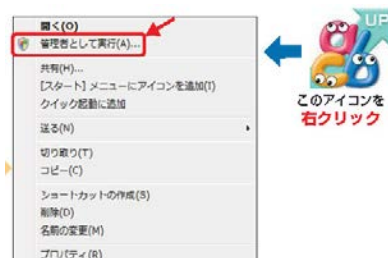 開く(O)
管理者として実行(A)...
共有(H)...
[スタート] メニューにアイコンを追加(T)
クイック起動に追加
送る(N)
切り取り(T)
コピー(C)
ショートカットの作成(S)
削除(D)
名前の変更(M)
プロパティ(R)
UP
このアイコンを
右クリック